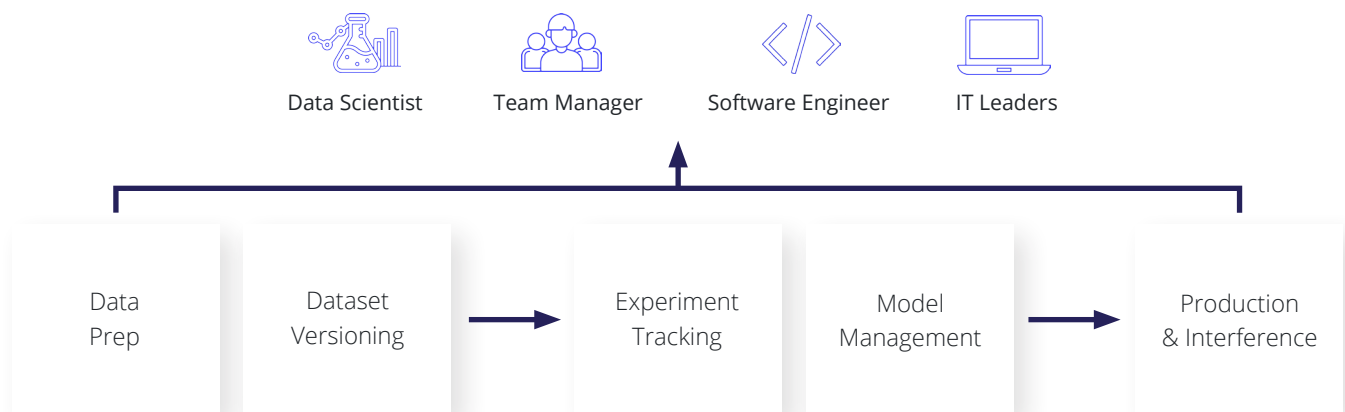 Data Scientist
Team Manager
Software Engineer
IT Leaders
Data
Prep
Dataset
Versioning
Experiment
Tracking
Model
Management
Production
& Interference